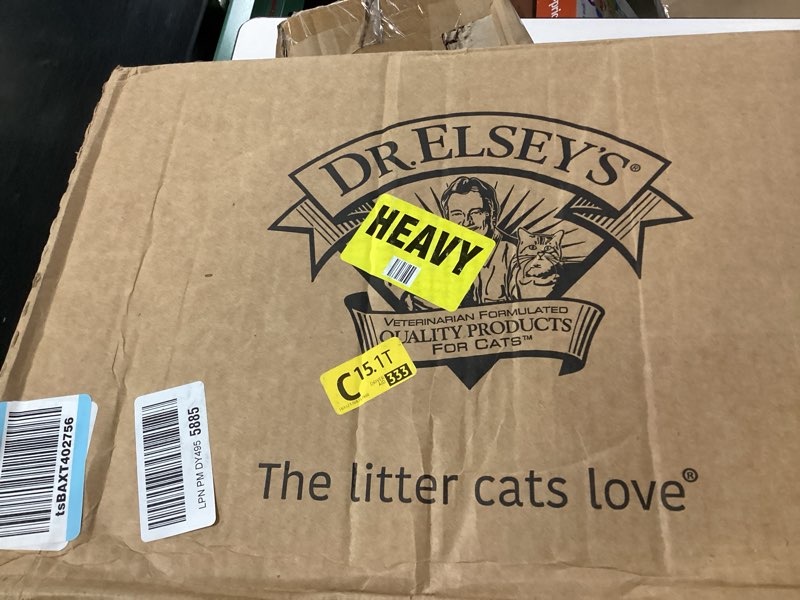 DR. ELSEY'S®
HEAVY
VETERINARIAN FORMULATED
QUALITY PRODUCTS
FOR CATS™
C 15.1T
333
tsBAXT402756
LPN PM DY495 5885
The litter cats love®